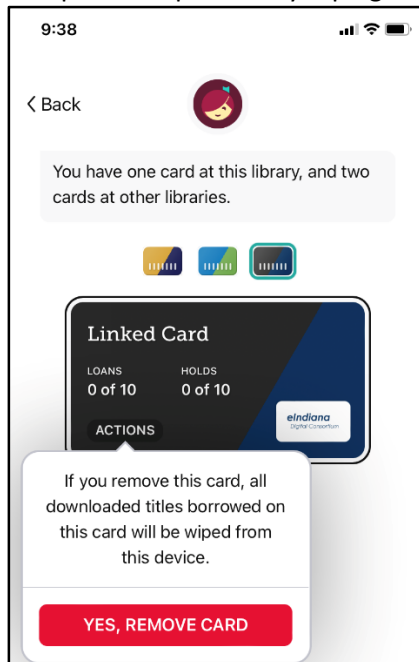 9:38
Back
You have one card at this library, and two
cards at other libraries.
Linked Card
LOANS HOLDS
0 of 10 0 of 10
eIndiana
Digital Consortium
ACTIONS
If you remove this card, all
downloaded titles borrowed on
this card will be wiped from
this device.
YES, REMOVE CARD